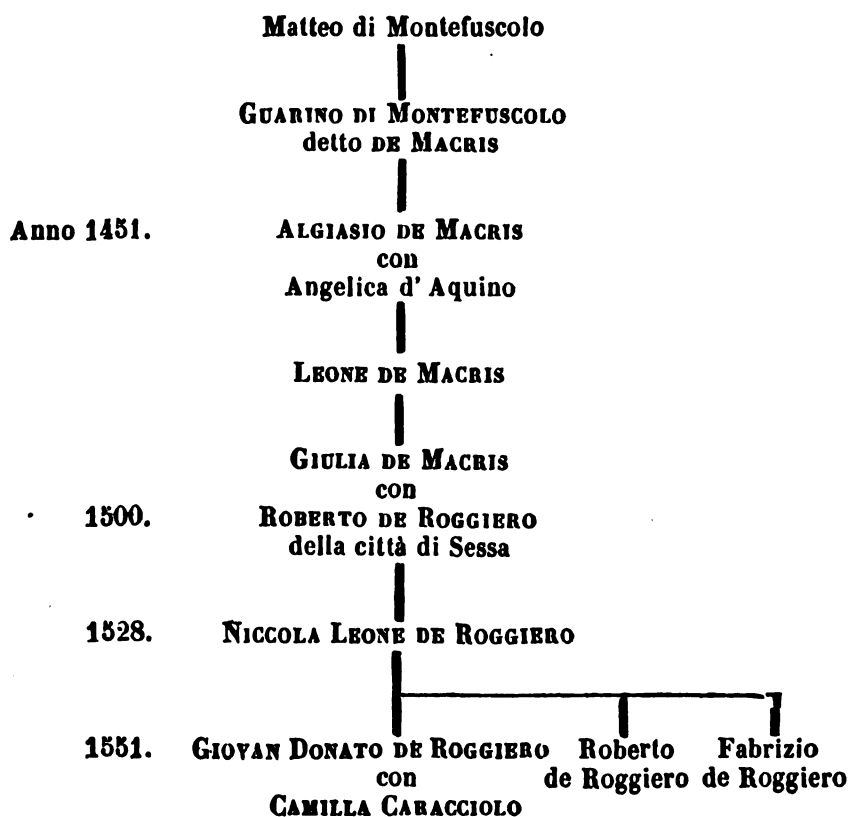 Matteo di Montefuscolo
GUARINO DI MONTEFUSCOLO
detto DE MACRIS
Anno 1451. ALGIASIO DE MACRIS
con
Angelica d' Aquino
LEONE DE MACRIS
GIULIA DE MACRIS
con
1500. ROBERTO DE ROGGIERO
della città di Sessa
1528. NICCOLA LEONE DE ROGGIERO
1551. GIOVAN DONATO DE ROGGIERO Roberto Fabrizio
con de Roggiero de Roggiero
CAMILLA CARACCIOLO